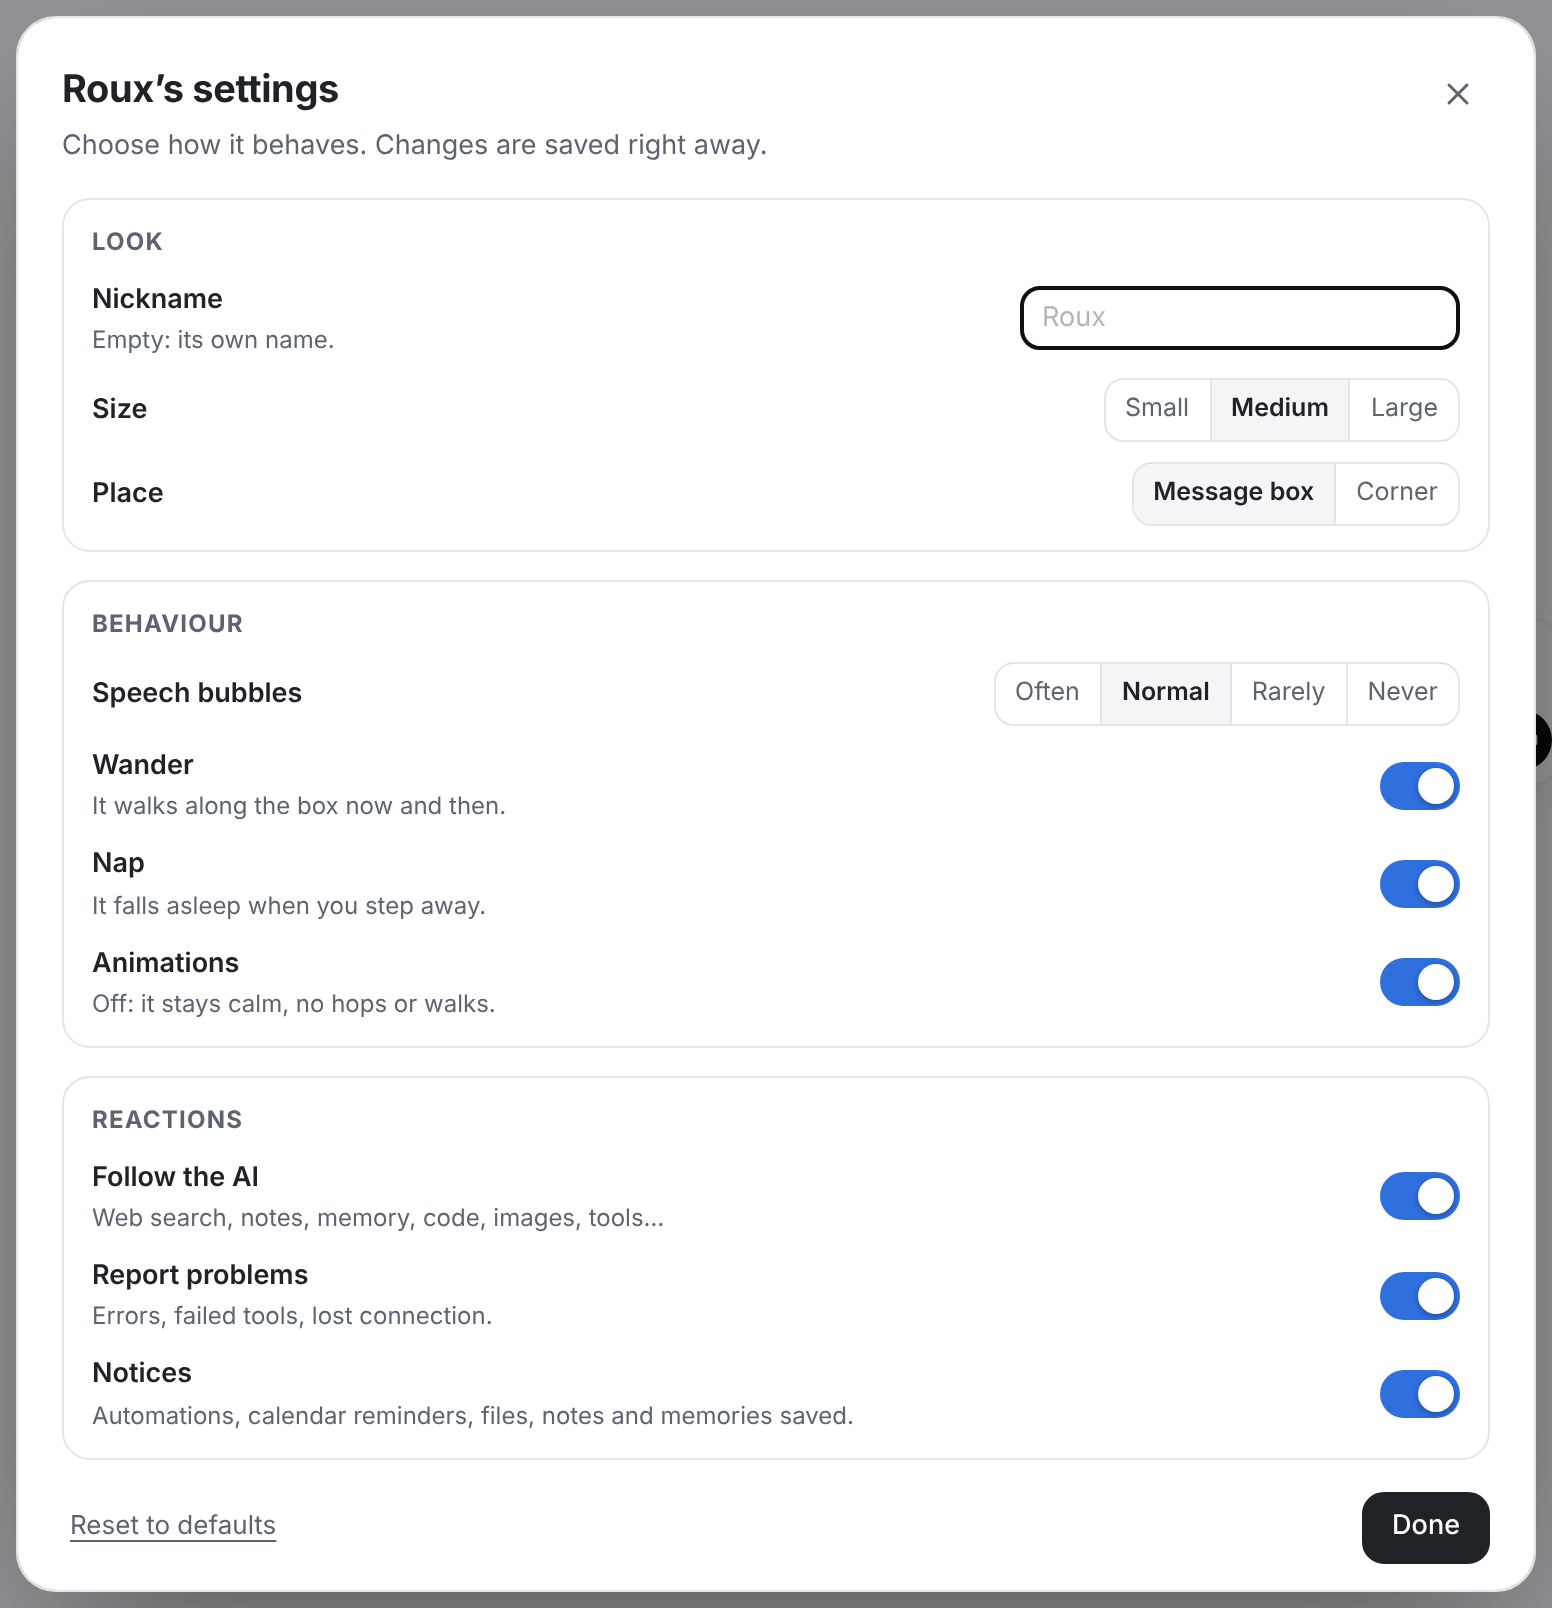 Roux’s settings
Choose how it behaves. Changes are saved right away.
LOOK
Nickname
Empty: its own name.
Roux
Size
Small Medium Large
Place
Message box Corner
BEHAVIOUR
Speech bubbles
Often Normal Rarely Never
Wander
It walks along the box now and then.
Nap
It falls asleep when you step away.
Animations
Off: it stays calm, no hops or walks.
REACTIONS
Follow the AI
Web search, notes, memory, code, images, tools...
Report problems
Errors, failed tools, lost connection.
Notices
Automations, calendar reminders, files, notes and memories saved.
Reset to defaults
Done